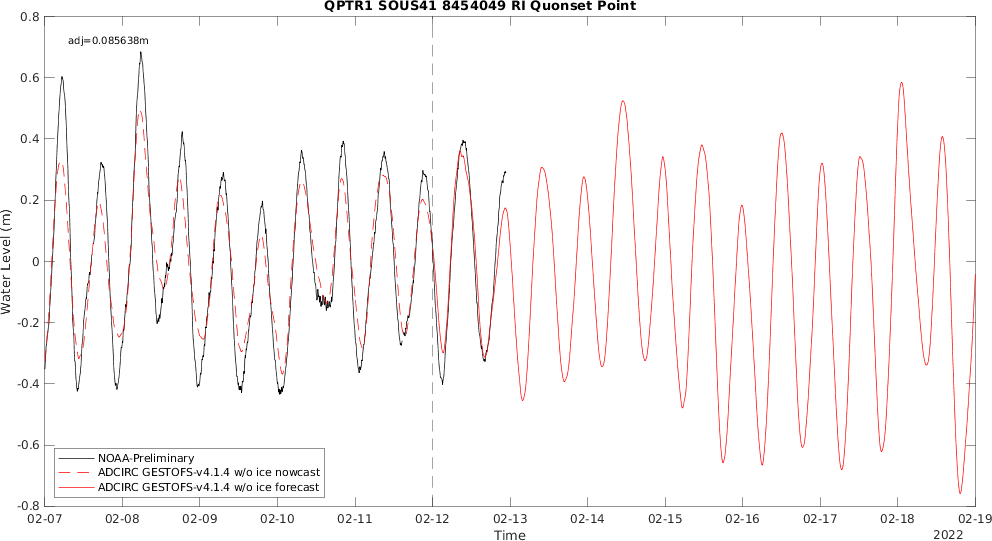 QPTR1 SOUS41 8454049 RI Quonset Point
adj=0.085638m
0.8
0.6
0.4
0.2
0
-0.2
-0.4
-0.6
-0.8
Water Level (m)
NOAA-Preliminary
ADCIRC GESTOFS-v4.1.4 w/o ice nowcast
ADCIRC GESTOFS-v4.1.4 w/o ice forecast
02-07 02-08 02-09 02-10 02-11 02-12 02-13 02-14 02-15 02-16 02-17 02-18 02-19
Time
2022